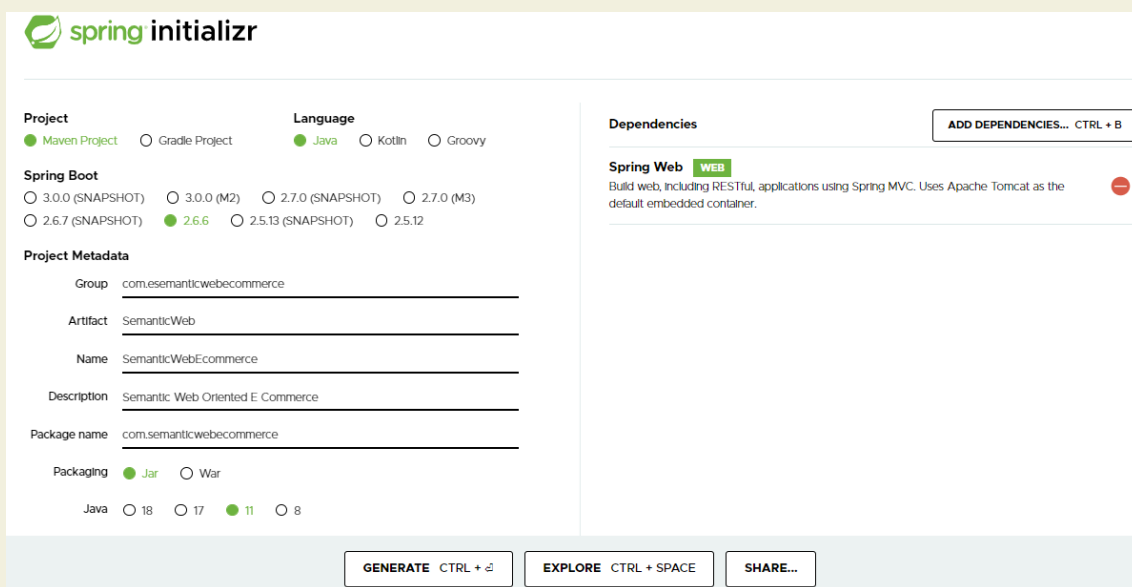 spring initializr
Project
Maven Project Gradle Project
Language
Java Kotlin Groovy
Spring Boot
3.0.0 (SNAPSHOT) 3.0.0 (M2) 2.7.0 (SNAPSHOT) 2.7.0 (M3)
2.6.7 (SNAPSHOT) 2.6.6 2.5.13 (SNAPSHOT) 2.5.12
Project Metadata
Group com.esemanticwebecommerce
Artifact SemanticWeb
Name SemanticWebEcommerce
Description Semantic Web Oriented E Commerce
Package name com.semanticwebecommerce
Packaging Jar War
Java 18 17 11 8
Dependencies
ADD DEPENDENCIES... CTRL + B
Spring Web WEB
Build web, including RESTful, applications using Spring MVC. Uses Apache Tomcat as the
default embedded container.
GENERATE CTRL + ⏎
EXPLORE CTRL + SPACE
SHARE...